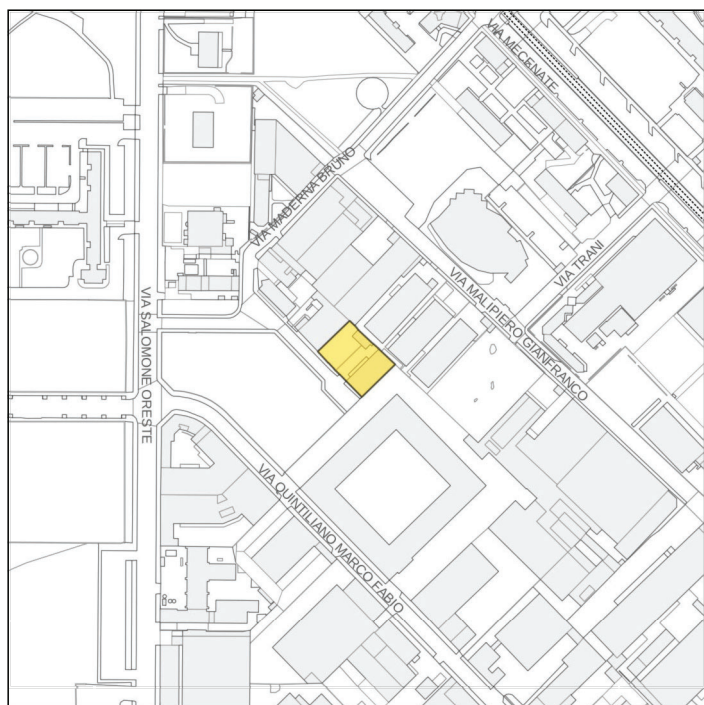 VIA MECENATE
VIA MADERNA BRUNO
VIA TRANI
VIA MALIPIERO GIANFRANCO
VIA SALOMONE ORESTE
VIA QUINTILIANO MARCO FABIO